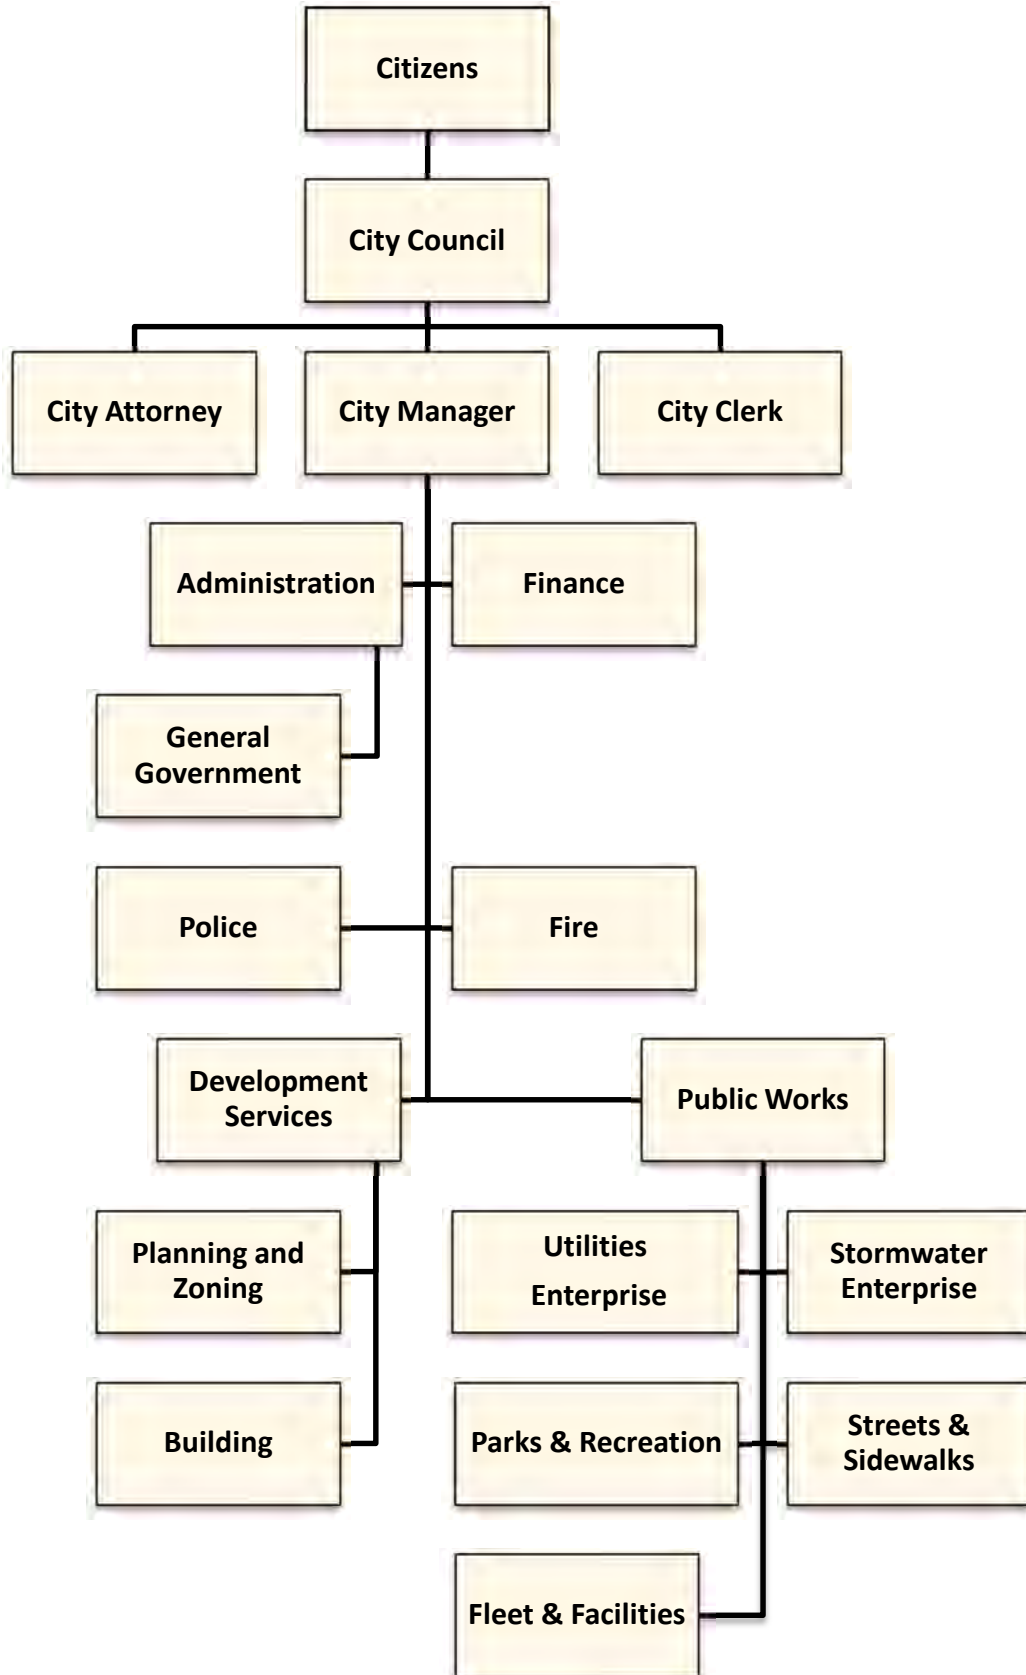 Citizens
City Council
City Attorney
City Manager
City Clerk
Administration
Finance
General
Government
Police
Fire
Development
Services
Public Works
Planning and
Zoning
Utilities
Enterprise
Stormwater
Enterprise
Building
Parks & Recreation
Streets &
Sidewalks
Fleet & Facilities